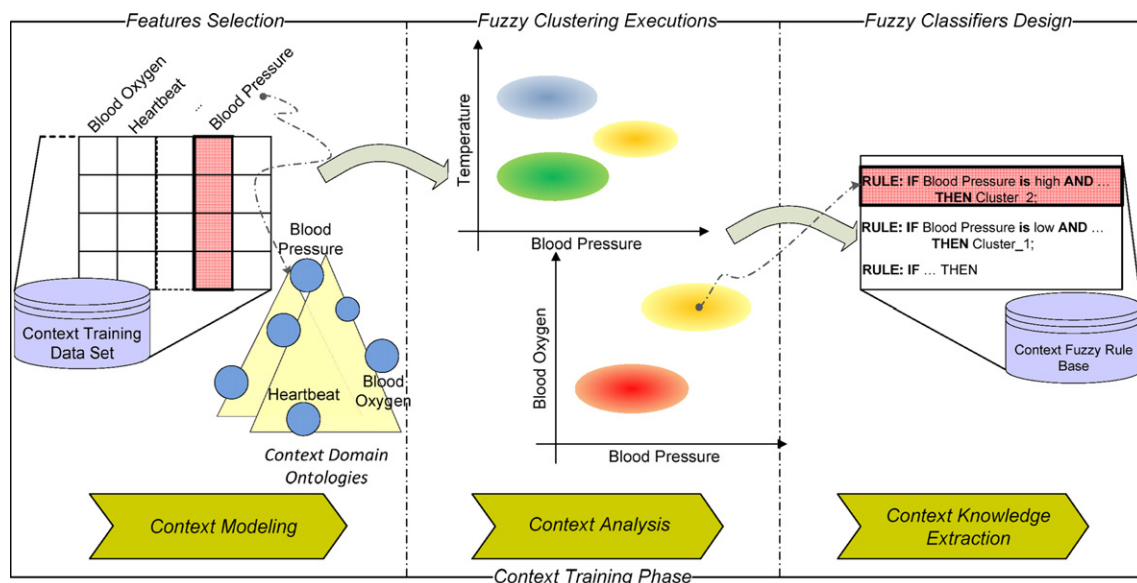 Features Selection
Fuzzy Clustering Executions
Fuzzy Classifiers Design
Blood Oxygen
Heartbeat
..
Blood Pressure
Context Training
Data Set
Blood
Pressure
Heartbeat
Blood
Oxygen
Context Domain
Ontologies
Temperature
Blood Pressure
Blood Oxygen
Blood Pressure
RULE: IF Blood Pressure is high AND ...
THEN Cluster_2;
RULE: IF Blood Pressure is low AND ...
THEN Cluster_1;
RULE: IF ... THEN
Context Fuzzy Rule
Base
Context Modeling
Context Analysis
Context Knowledge
Extraction
Context Training Phase